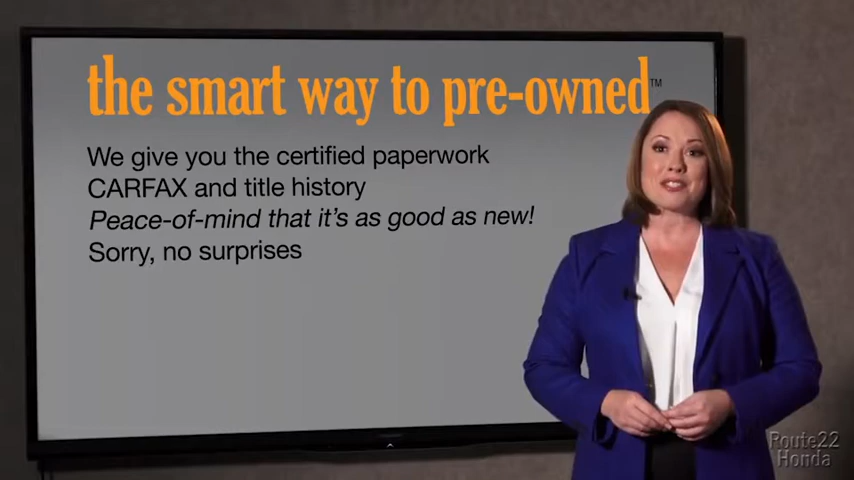 the smart way to pre-owned™
We give you the certified paperwork
CARFAX and title history
Peace-of-mind that it's as good as new!
Sorry, no surprises
Route22
Honda